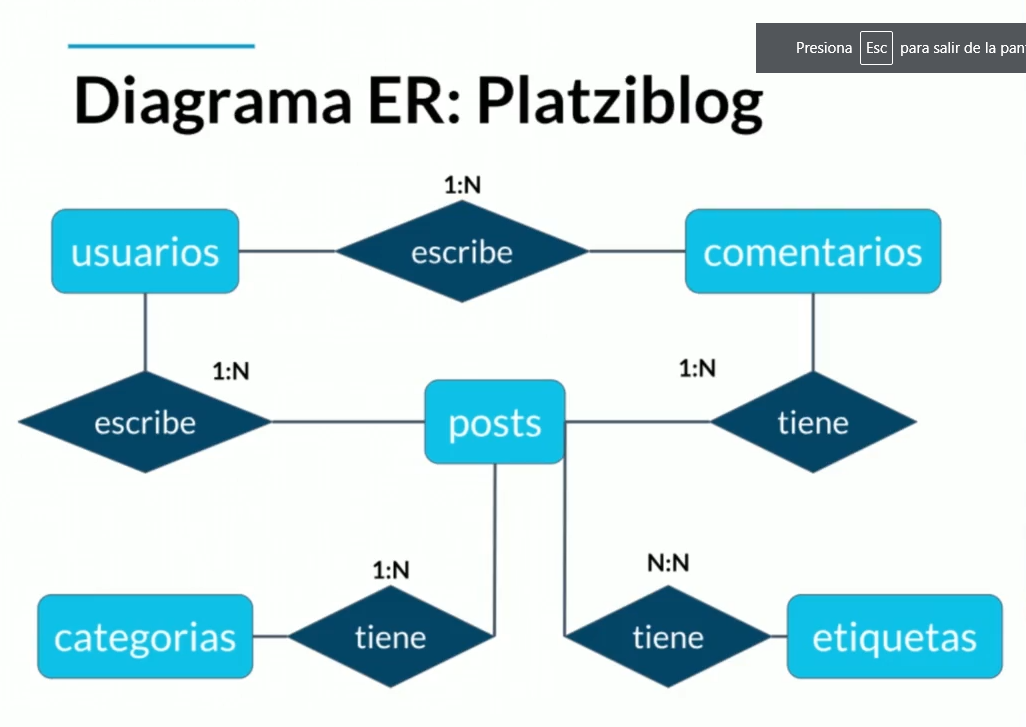 Presiona Esc para salir de la pan
Diagrama ER: Platziblog
1:N
usuarios
escribe
comentarios
1:N
1:N
escribe
posts
tiene
1:N
N:N
categorias
tiene
tiene
etiquetas